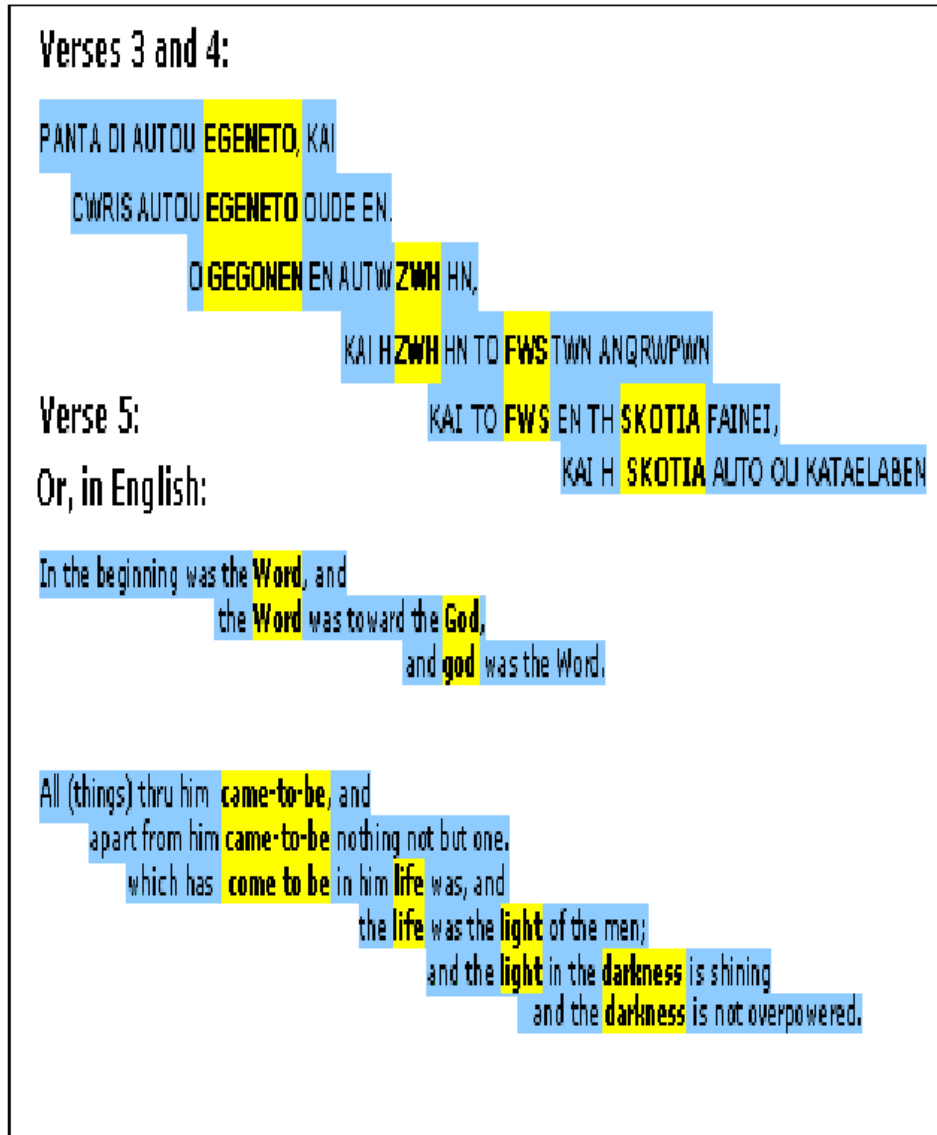 Verses 3 and 4:
PANTA DI AUTOU EGENETO, KAI
CWRIS AUTOU EGENETO OUDE EN.
O GEGONEN EN AUTW ZWH HN,
KAI H ZWH HN TO FWS TWN ANQRWPWN
Verse 5:
KAI TO FWS EN TH SKOTIA FAINEI,
KAI H SKOTIA AUTO OU KATAELABEN
Or, in English:
In the beginning was the Word, and
the Word was toward the God,
and god was the Word.
All (things) thru him came-to-be, and
apart from him came-to-be nothing not but one.
which has come to be in him life was, and
the life was the light of the men;
and the light in the darkness is shining
and the darkness is not overpowered.